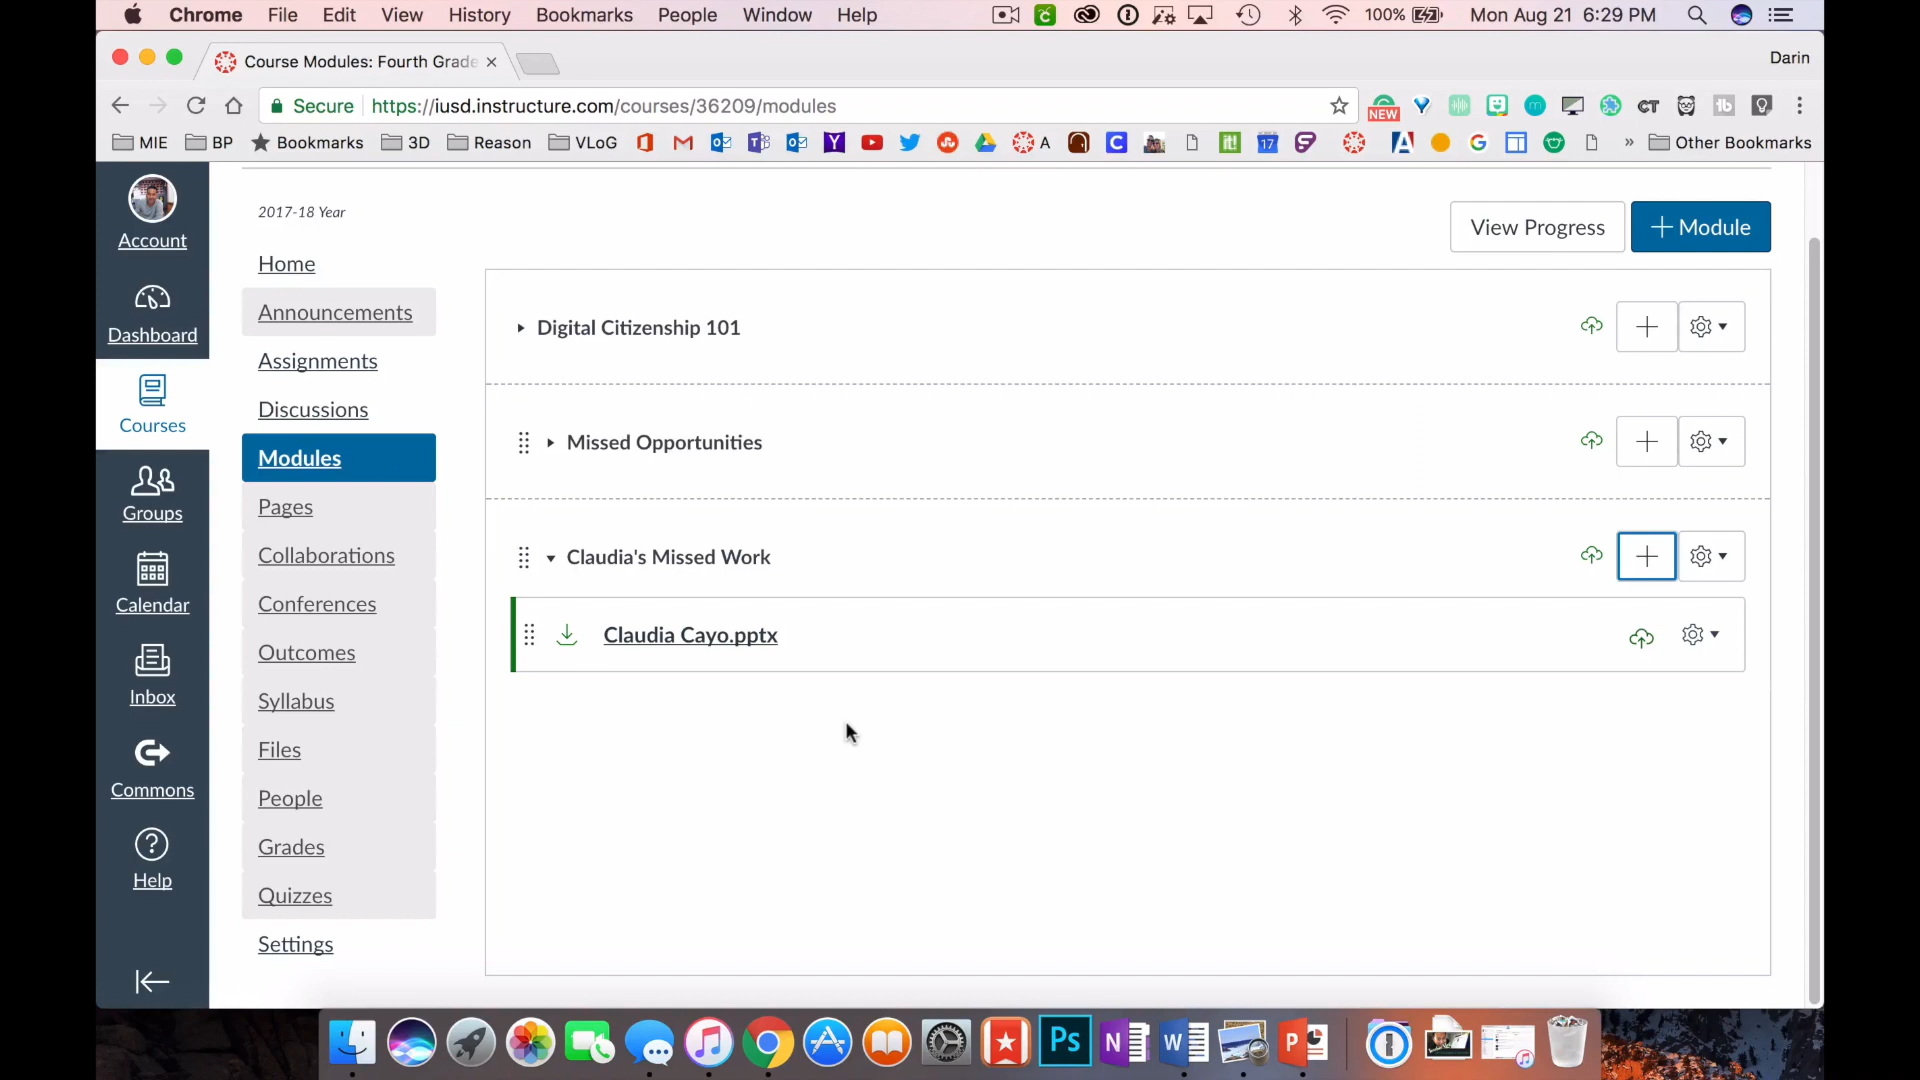 Chrome File Edit View History Bookmarks People Window Help 100% Mon Aug 21 6:29 PM
Course Modules: Fourth Grade
Darin
Secure https://iusd.instructure.com/courses/36209/modules
NEW
CT
MIE BP Bookmarks 3D Reason VLoG A Other Bookmarks
Account
Dashboard
Courses
Groups
Calendar
Inbox
Commons
Help
2017-18 Year
Home
Announcements
Assignments
Discussions
Modules
Pages
Collaborations
Conferences
Outcomes
Syllabus
Files
People
Grades
Quizzes
Settings
View Progress
Module
Digital Citizenship 101
Missed Opportunities
Claudia's Missed Work
Claudia Cayo.pptx
Ps